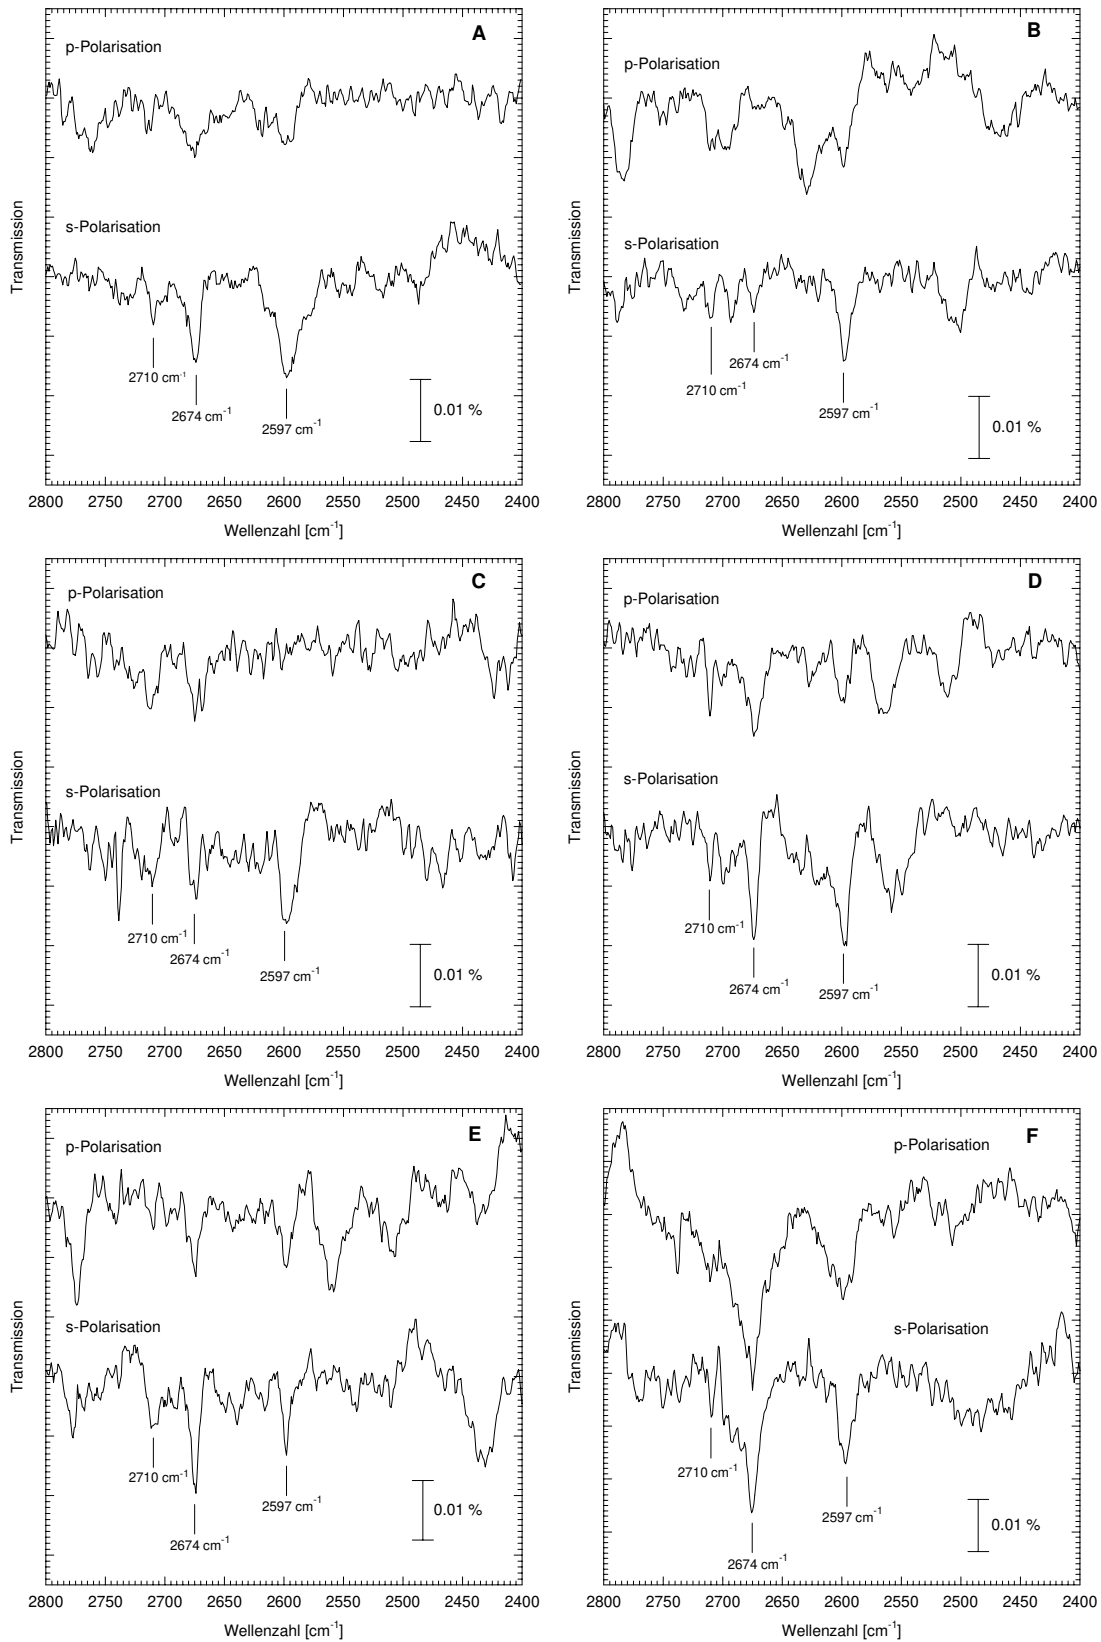 A
p-Polarisation
s-Polarisation
Transmission
2710 cm⁻¹
2674 cm⁻¹
2597 cm⁻¹
0.01 %
2800 2750 2700 2650 2600 2550 2500 2450 2400
Wellenzahl [cm⁻¹]
B
p-Polarisation
s-Polarisation
Transmission
2674 cm⁻¹
2710 cm⁻¹
2597 cm⁻¹
0.01 %
2800 2750 2700 2650 2600 2550 2500 2450 2400
Wellenzahl [cm⁻¹]
C
p-Polarisation
s-Polarisation
Transmission
2710 cm⁻¹
2674 cm⁻¹
2597 cm⁻¹
0.01 %
2800 2750 2700 2650 2600 2550 2500 2450 2400
Wellenzahl [cm⁻¹]
D
p-Polarisation
s-Polarisation
Transmission
2710 cm⁻¹
2674 cm⁻¹
2597 cm⁻¹
0.01 %
2800 2750 2700 2650 2600 2550 2500 2450 2400
Wellenzahl [cm⁻¹]
E
p-Polarisation
s-Polarisation
Transmission
2710 cm⁻¹
2597 cm⁻¹
2674 cm⁻¹
0.01 %
2800 2750 2700 2650 2600 2550 2500 2450 2400
Wellenzahl [cm⁻¹]
F
p-Polarisation
s-Polarisation
Transmission
2710 cm⁻¹
2597 cm⁻¹
2674 cm⁻¹
0.01 %
2800 2750 2700 2650 2600 2550 2500 2450 2400
Wellenzahl [cm⁻¹]